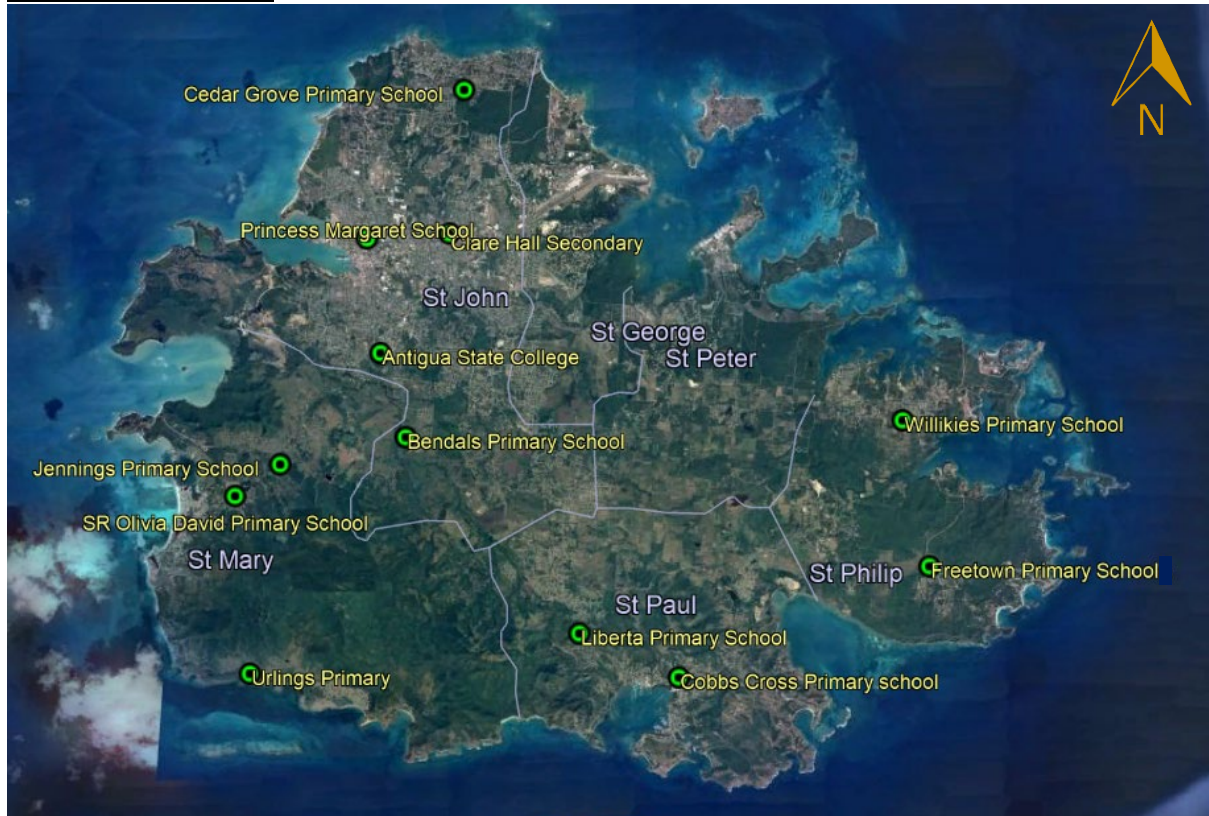 N
Cedar Grove Primary School
Princess Margaret School
Clare Hall Secondary
St John
St George
St Peter
Antigua State College
Willikies Primary School
Bendals Primary School
Jennings Primary School
SR Olivia David Primary School
St Mary
St Philip
Freetown Primary School
St Paul
Liberta Primary School
Urlings Primary
Cobbs Cross Primary school